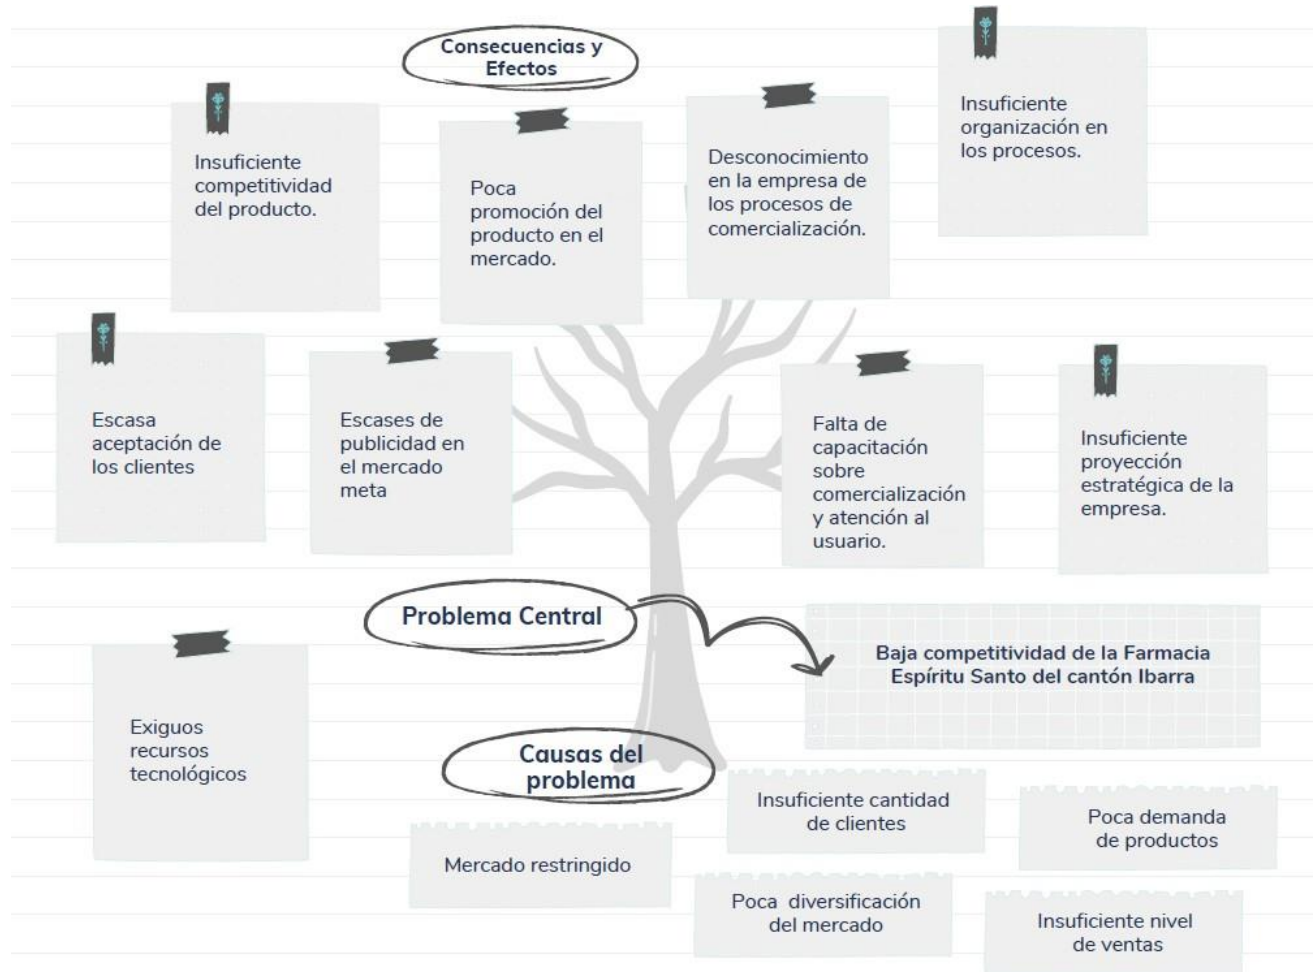 Consecuencias y
Efectos
Insuficiente
organización en
los procesos.
Insuficiente
competitividad
del producto.
Poca
promoción del
producto en el
mercado.
Desconocimiento
en la empresa de
los procesos de
comercialización.
Escasa
aceptación de
los clientes
Escases de
publicidad en
el mercado
meta
Falta de
capacitación
sobre
comercialización
y atención al
usuario.
Insuficiente
proyección
estratégica de la
empresa.
Problema Central
Baja competitividad de la Farmacia
Espíritu Santo del cantón Ibarra
Exiguos
recursos
tecnológicos
Causas del
problema
Insuficiente cantidad
de clientes
Poca demanda
de productos
Mercado restringido
Poca diversificación
del mercado
Insuficiente nivel
de ventas